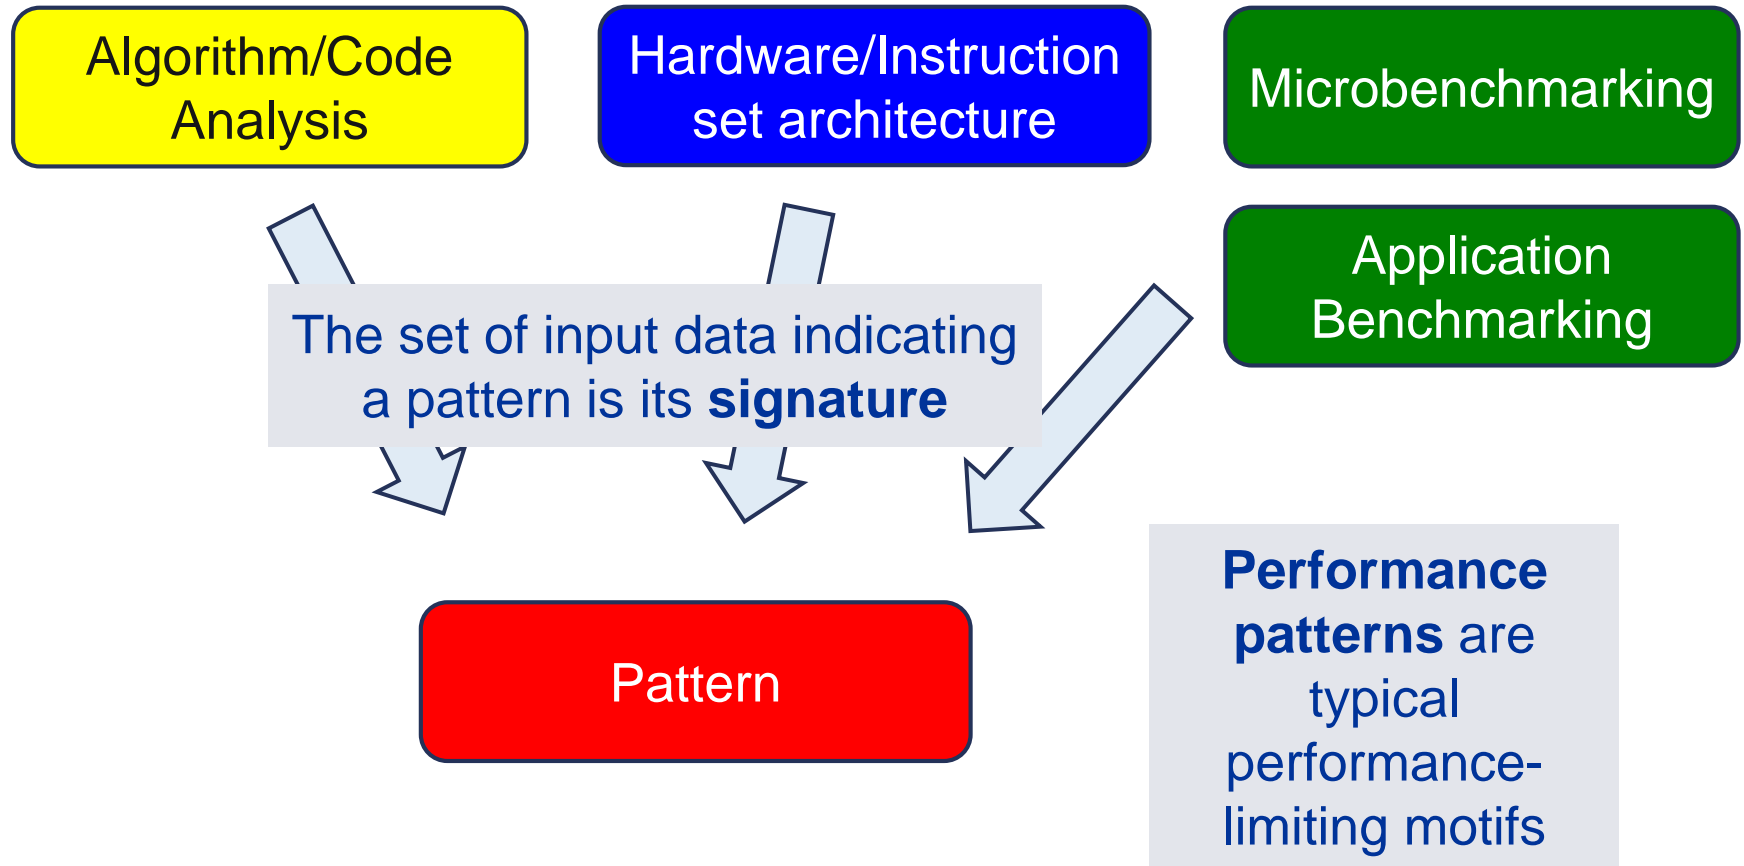 Algorithm/Code
Analysis
Hardware/Instruction
set architecture
Microbenchmarking
Application
Benchmarking
The set of input data indicating
a pattern is its signature
Pattern
Performance
patterns are
typical
performance-
limiting motifs